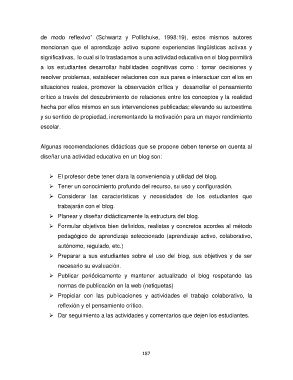 de modo reflexivo" (Schwartz y Pollishuke, 1998:19), estos mismos autores
mencionan que el aprendizaje activo supone experiencias lingüísticas activas y
significativas, lo cual si lo trasladamos a una actividad educativa en el blog permitirá
a los estudiantes desarrollar habilidades cognitivas como : tomar decisiones y
resolver problemas, establecer relaciones con sus pares e interactuar con ellos en
situaciones reales, promover la observación crítica y desarrollar el pensamiento
crítico a través del descubrimiento de relaciones entre los conceptos y la realidad
hecha por ellos mismos en sus intervenciones publicadas; elevando su autoestima
y su sentido de propiedad, incrementando la motivación para un mayor rendimiento
escolar.
Algunas recomendaciones didácticas que se propone deben tenerse en cuenta al
diseñar una actividad educativa en un blog son:
➢ El profesor debe tener clara la conveniencia y utilidad del blog.
➢ Tener un conocimiento profundo del recurso, su uso y configuración.
➢ Considerar las características y necesidades de los estudiantes que
trabajarán con el blog.
➢ Planear y diseñar didácticamente la estructura del blog.
➢ Formular objetivos bien definidos, realistas y concretos acordes al método
pedagógico de aprendizaje seleccionado (aprendizaje activo, colaborativo,
autónomo, regulado, etc.)
➢ Preparar a sus estudiantes sobre el uso del blog, sus objetivos y de ser
necesario su evaluación.
➢ Publicar periódicamente y mantener actualizado el blog respetando las
normas de publicación en la web (netiquetas)
➢ Propiciar con las publicaciones y actividades el trabajo colaborativo, la
reflexión y el pensamiento crítico.
➢ Dar seguimiento a las actividades y comentarios que dejen los estudiantes.
157